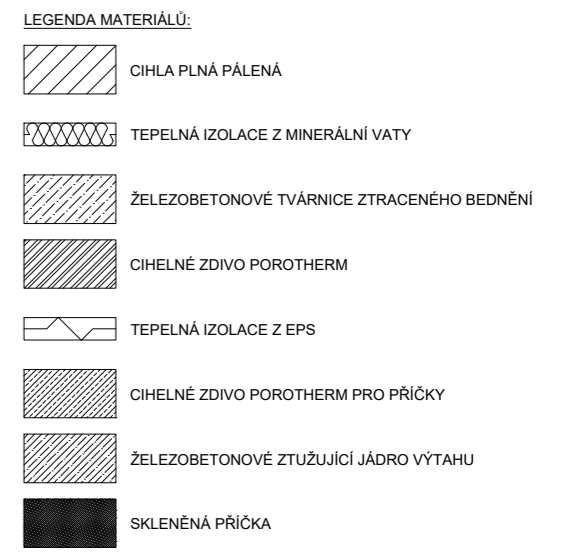 LEGENDA MATERIÁLŮ:
CIHLA PLNÁ PÁLENÁ
TEPELNÁ IZOLACE Z MINERÁLNÍ VATY
ŽELEZOBETONOVÉ TVÁRNICE ZTRACENÉHO BEDNĚNÍ
CIHELNÉ ZDIVO POROTHERM
TEPELNÁ IZOLACE Z EPS
CIHELNÉ ZDIVO POROTHERM PRO PŘÍČKY
ŽELEZOBETONOVÉ ZTUŽUJÍCÍ JÁDRO VÝTAHU
SKLENĚNÁ PŘÍČKA